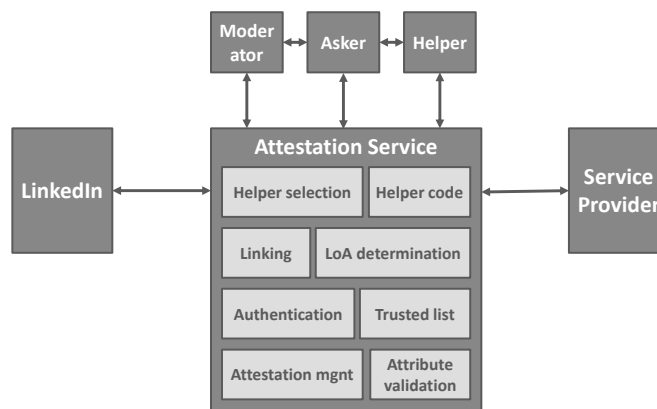 Moder
ator
Asker
Helper
Attestation Service
LinkedIn
Service
Provider
Helper selection
Helper code
Linking
LoA determination
Authentication
Trusted list
Attestation mgnt
Attribute
validation